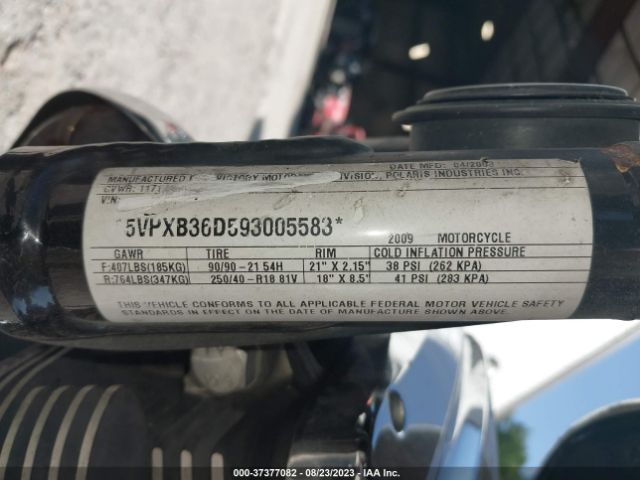 DATE MFD: 04/2009
MANUFACTURED VICTORY MOTOR POLARIS INDUSTRIES INC.
GVWR: 1171
VIN:
5VPXB36D593005583*
2009 MOTORCYCLE
GAWR TIRE RIM COLD INFLATION PRESSURE
F:407LBS(185KG) 90/90-21 54H 21" X 2.15" 38 PSI (262 KPA)
R:764LBS(347KG) 250/40-R18.81V 18" X 8.5" 41 PSI (283 KPA)
THIS VEHICLE CONFORMS TO ALL APPLICABLE FEDERAL MOTOR VEHICLE SAFETY
STANDARDS IN EFFECT ON THE DATE OF MANUFACTURE SHOWN ABOVE.
000-37377082 - 08/23/2023 - IAA Inc.